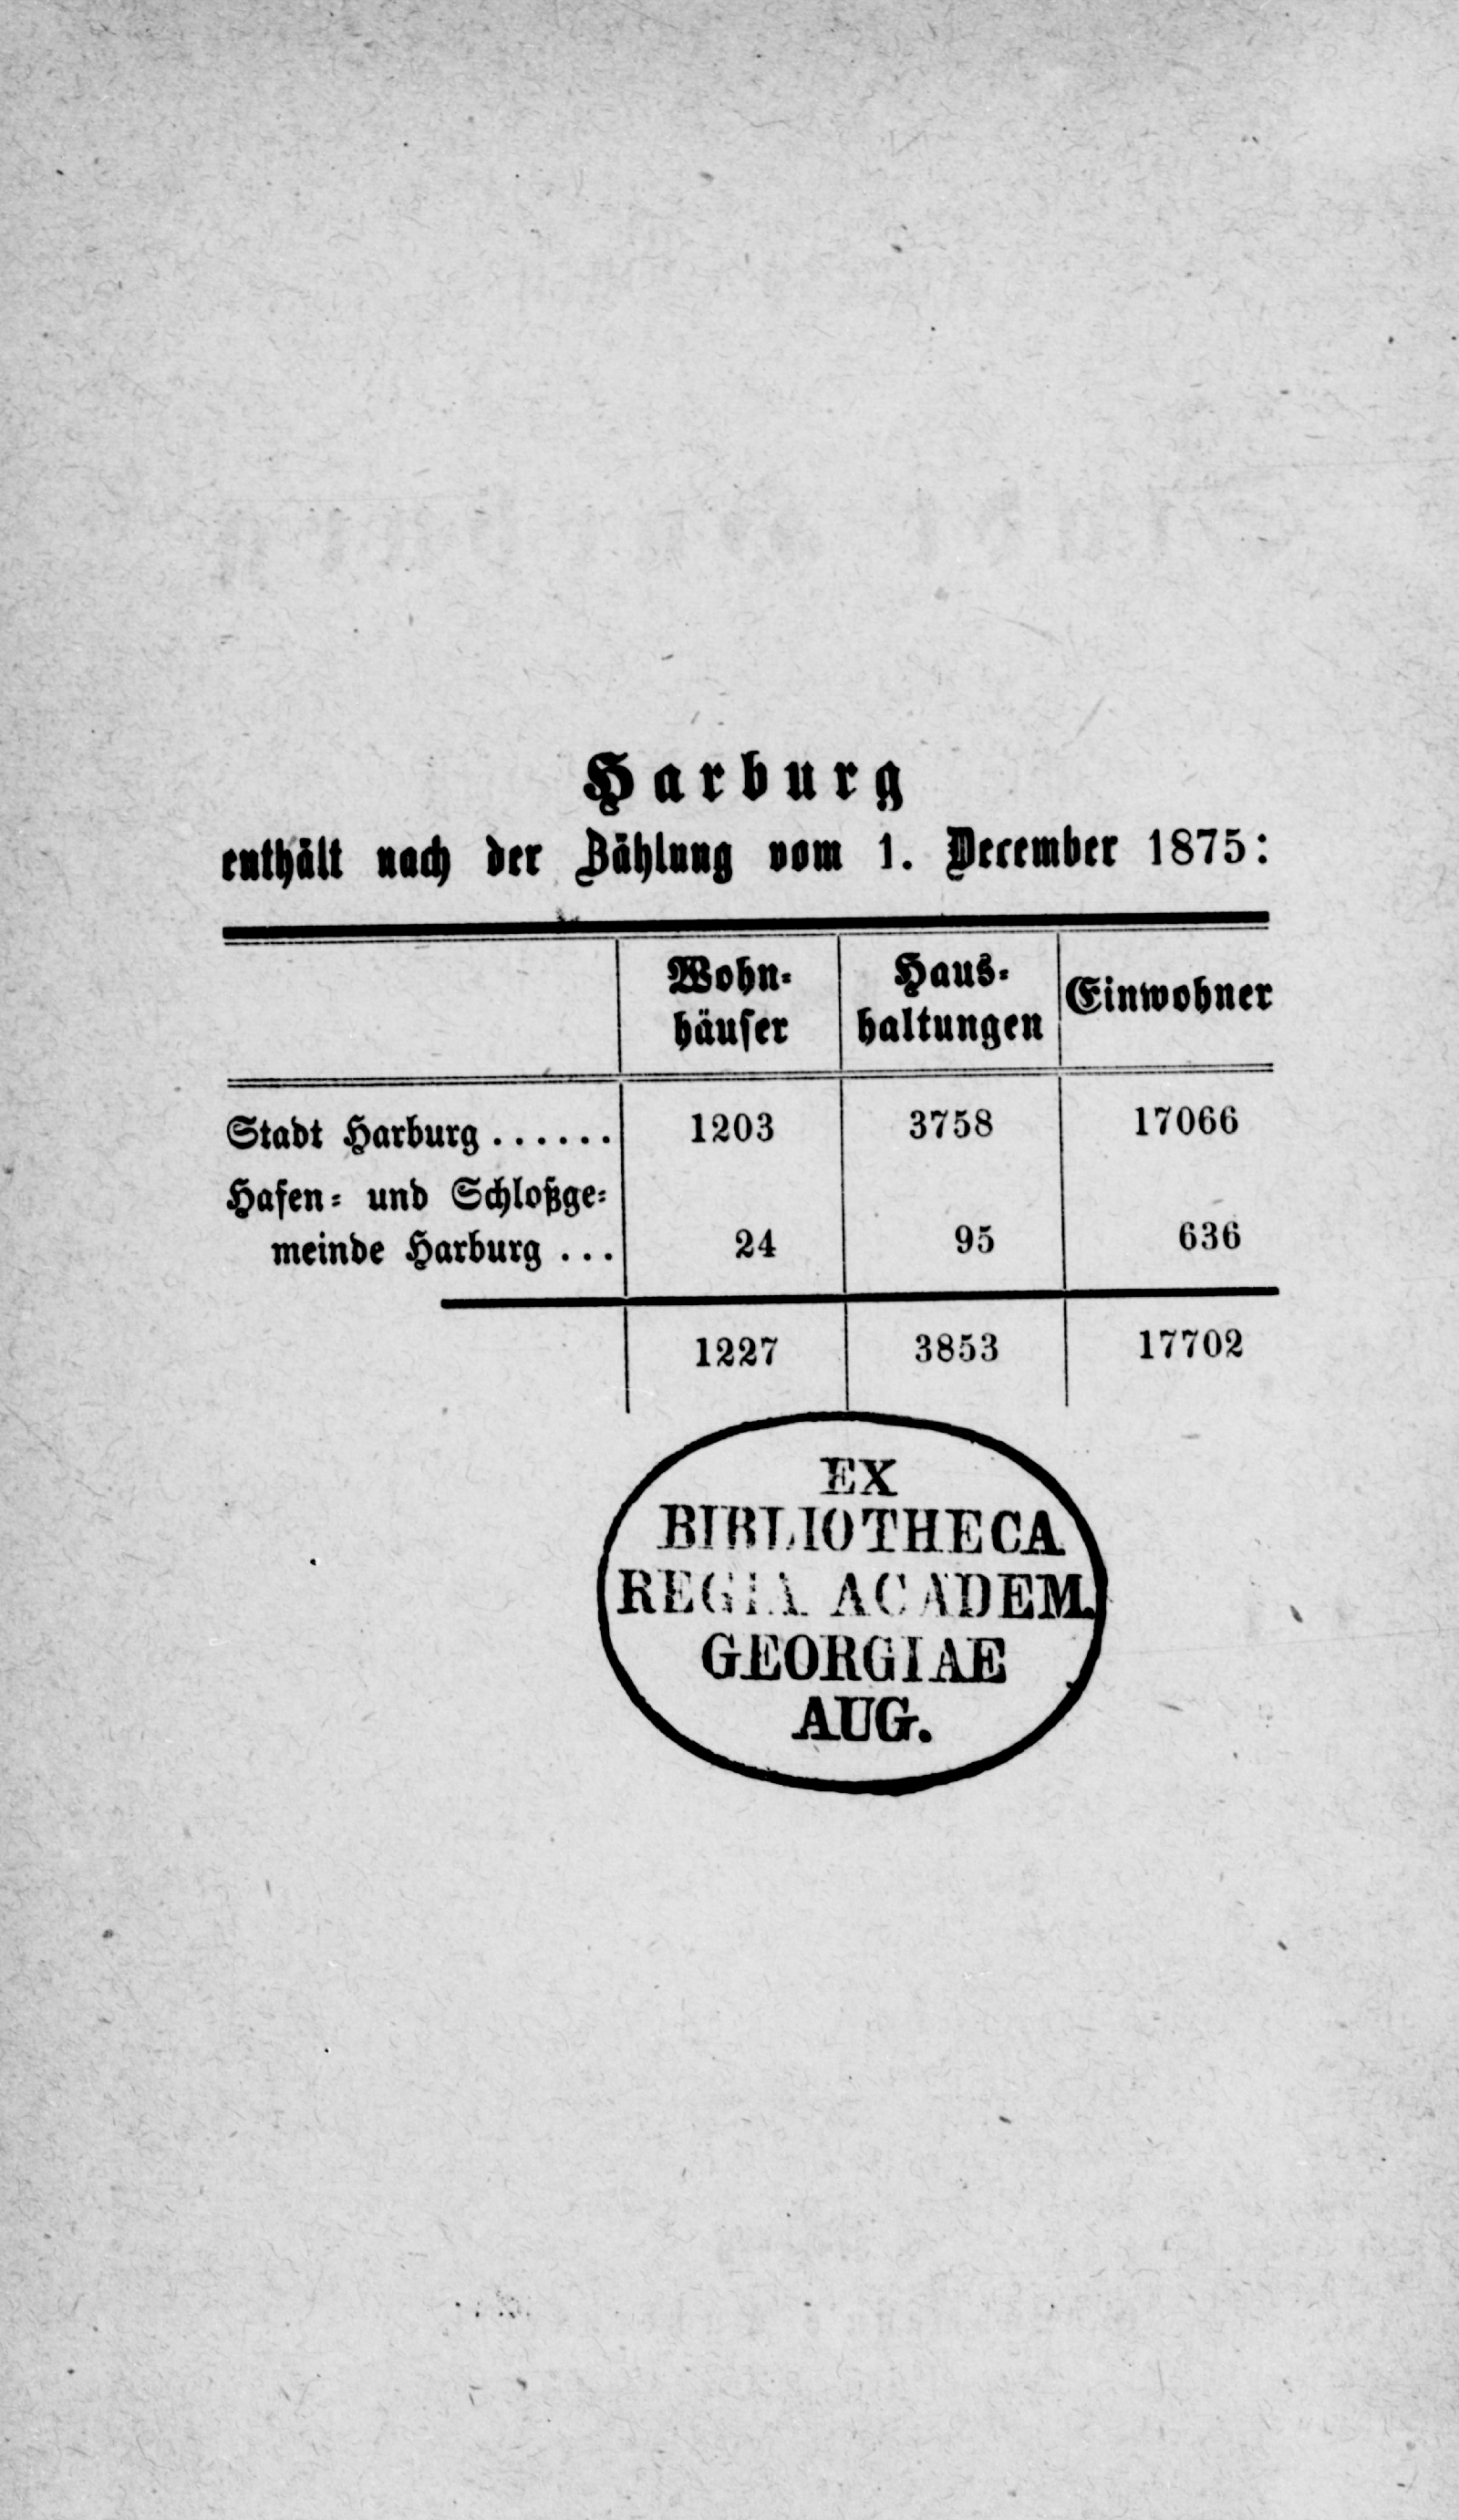 Harburg
enthält nach der Zählung vom 1. December 1875:
Wohn-
häuser
Haus-
haltungen
Einwohner
Stadt Harburg ...... 1203 3758 17066
Hafen- und Schloßge-
meinde Harburg ... 24 95 636
1227 3853 17702
EX
BIBLIOTHECA
REGIA ACADEM.
GEORGIAE
AUG.